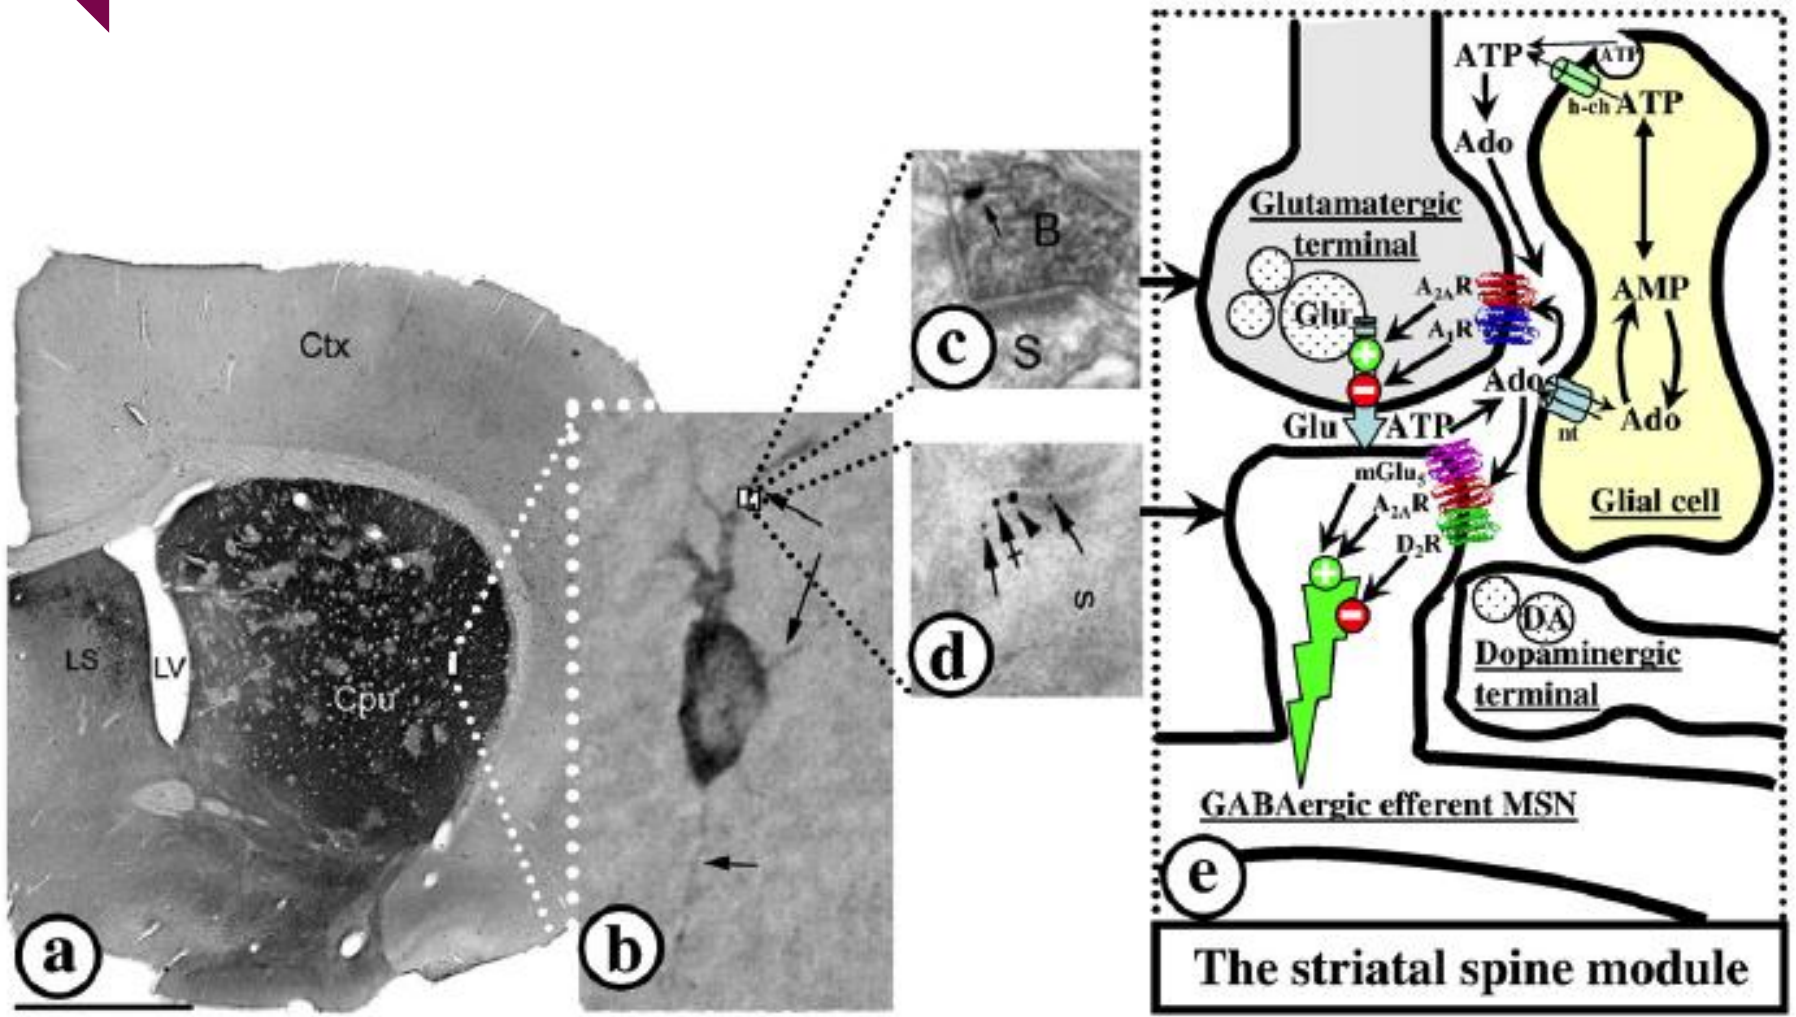 Ctx
LS
LV
Cpu
a
b
B
S
c
s
d
ATP
ATP
h-ch
ATP
Ado
Glutamatergic
terminal
Glu
A2AR
A1R
AMP
Ado
Ado
nt
Glu
ATP
mGlu5
A2AR
D2R
Glial cell
DA
Dopaminergic
terminal
GABAergic efferent MSN
e
The striatal spine module